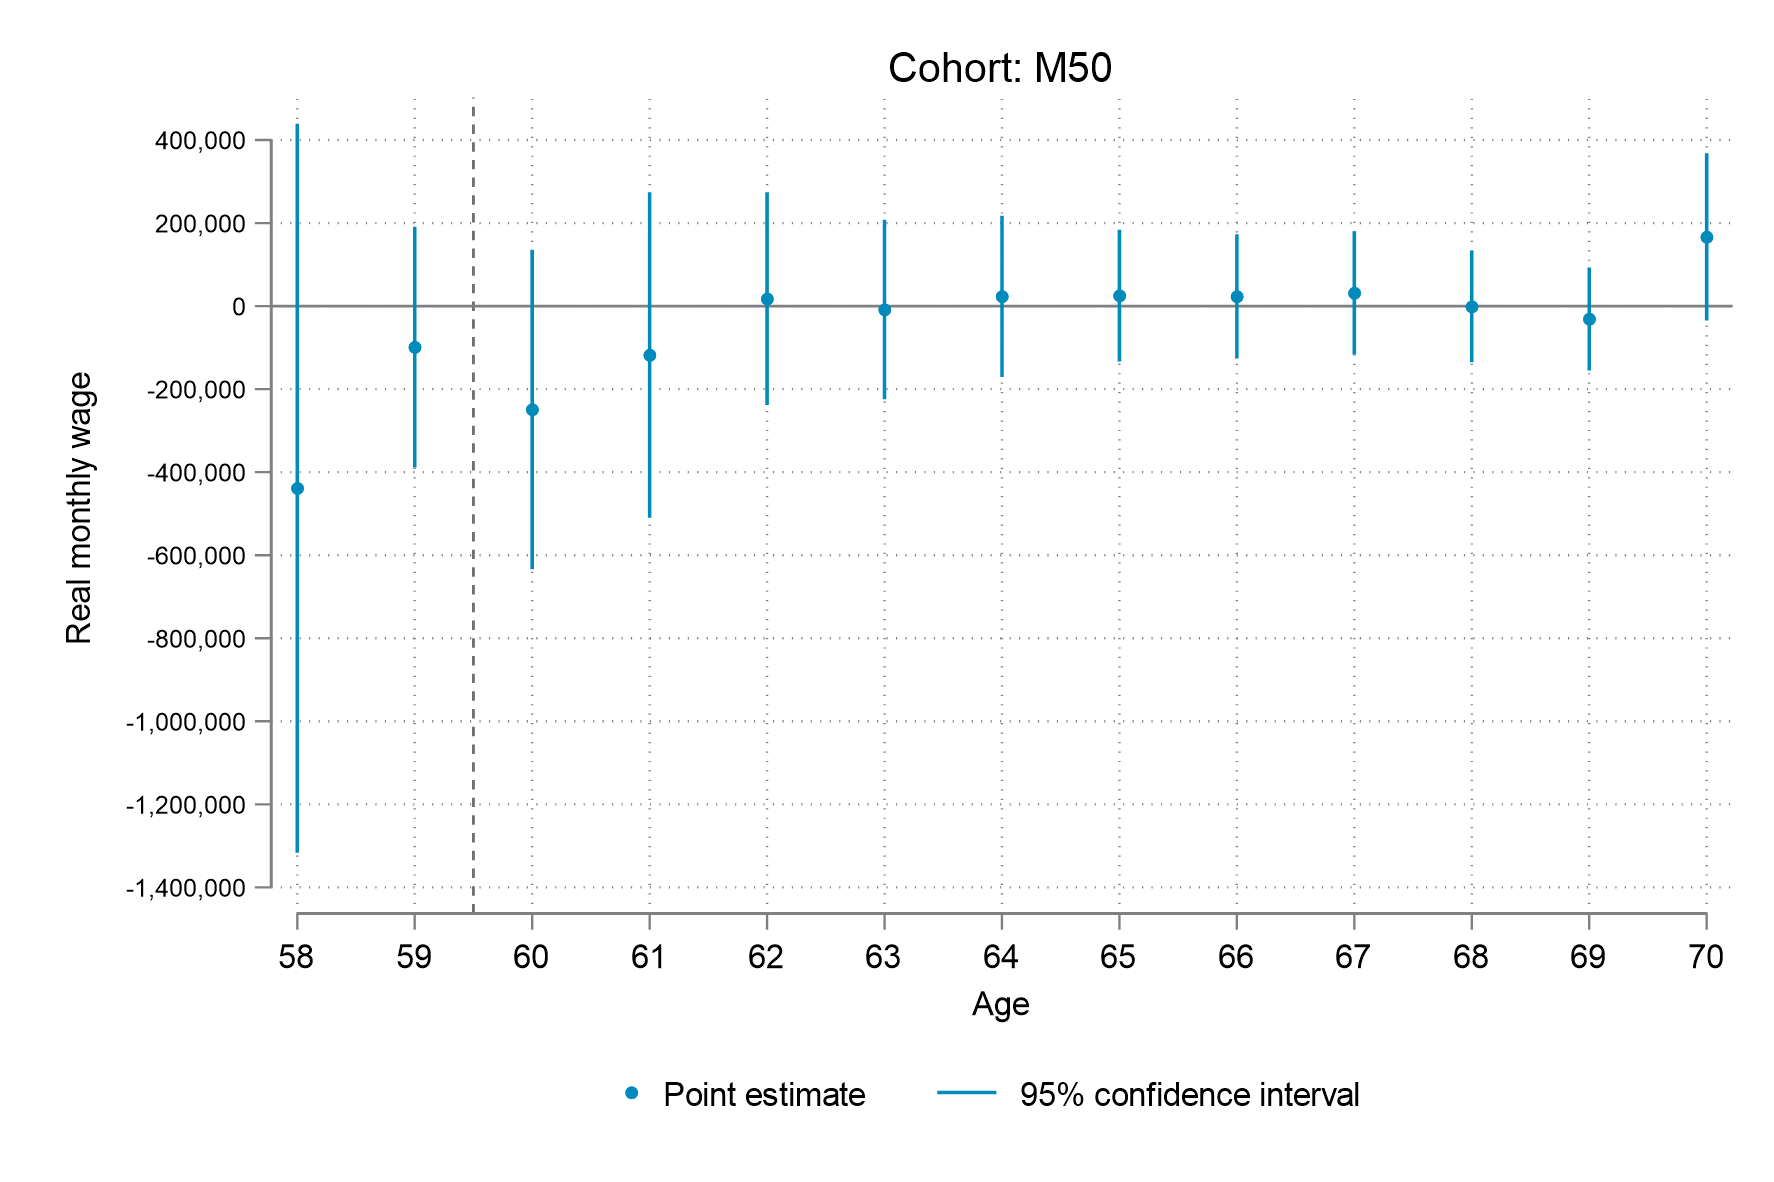 Cohort: M50
400,000
200,000
0
-200,000
-400,000
-600,000
-800,000
-1,000,000
-1,200,000
-1,400,000
Real monthly wage
58 59 60 61 62 63 64 65 66 67 68 69 70
Age
Point estimate 95% confidence interval